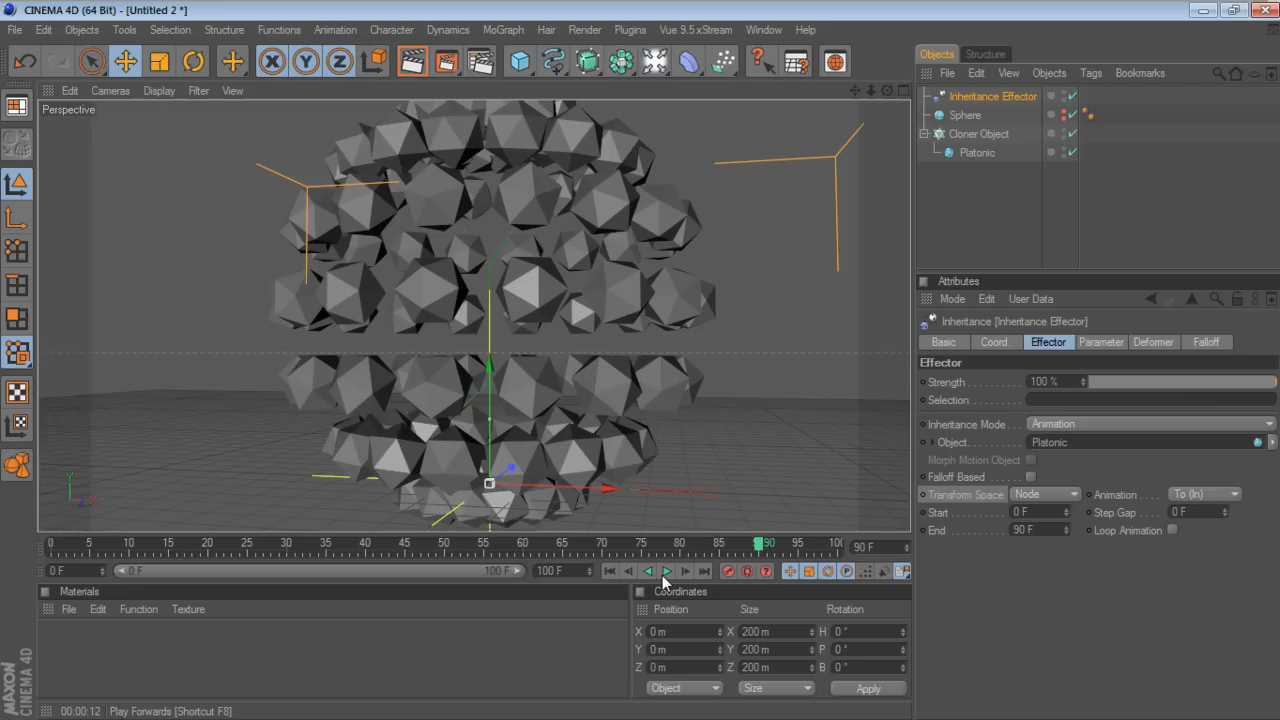 CINEMA 4D (64 Bit) - [Untitled 2 *]
File Edit Objects Tools Selection Structure Functions Animation Character Dynamics MoGraph Hair Render Plugins Vue 9.5 xStream Window Help
Objects Structure
File Edit View Objects Tags Bookmarks
Edit Cameras Display Filter View
Perspective
Inheritance Effector
Sphere
Cloner Object
Platonic
Attributes
Mode Edit User Data
Inheritance [Inheritance Effector]
Basic Coord. Effector Parameter Deformer Falloff
Effector
Strength 100 %
Selection
Inheritance Mode Animation
Object Platonic
Morph Motion Object
Falloff Based
Transform Space Node Animation To (In)
Start 0 F Step Gap 0 F
End 90 F Loop Animation
Y
Z X
0 5 10 15 20 25 30 35 40 45 50 55 60 65 70 75 80 85 90 95 100 90 F
0 F 0 F 100 F 100 F
Materials
File Edit Function Texture
Coordinates
Position Size Rotation
X 0 m X 200 m H 0 °
Y 0 m Y 200 m P 0 °
Z 0 m Z 200 m B 0 °
Object Size Apply
MAXON
CINEMA 4D
00:00:12 Play Forwards [Shortcut F8]